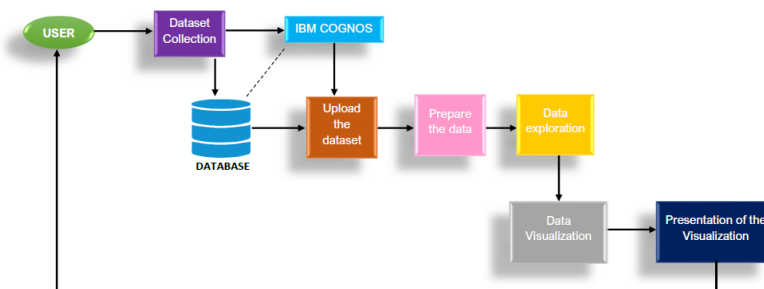 USER
Dataset
Collection
IBM COGNOS
DATABASE
Upload
the
dataset
Prepare
the data
Data
exploration
Data
Visualization
Presentation of the
Visualization